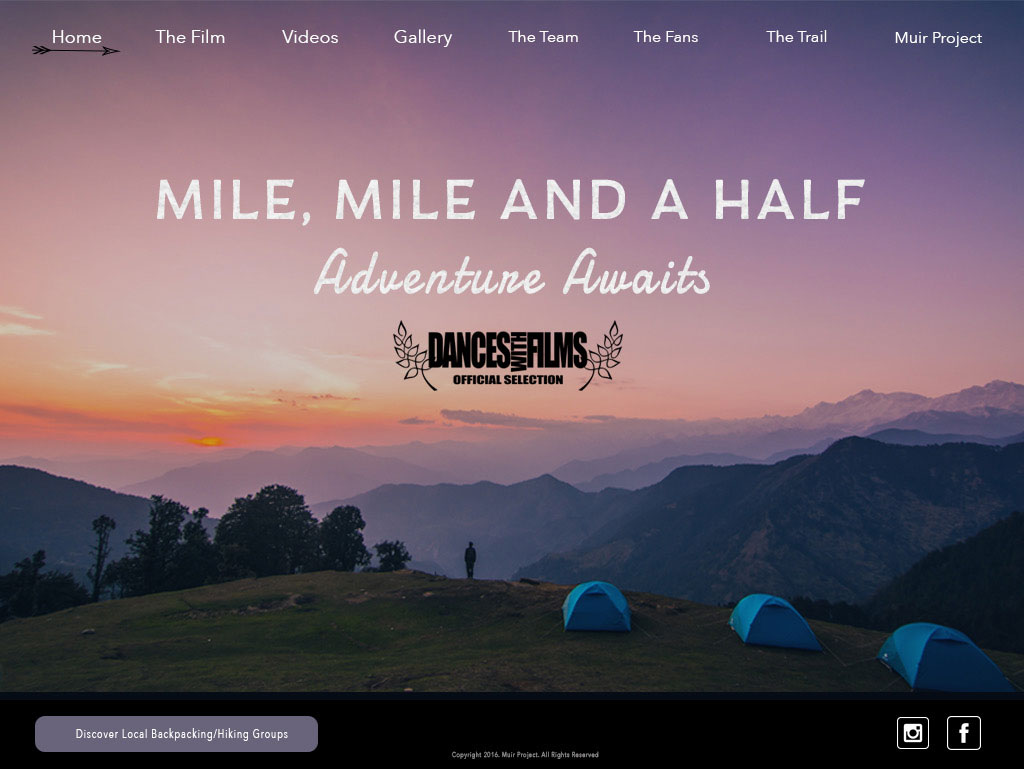 Home The Film Videos Gallery The Team The Fans The Trail Muir Project
MILE, MILE AND A HALF
Adventure Awaits
DANCES WITH FILMS
OFFICIAL SELECTION
Discover Local Backpacking/Hiking Groups
Copyright 2016. Muir Project. All Rights Reserved